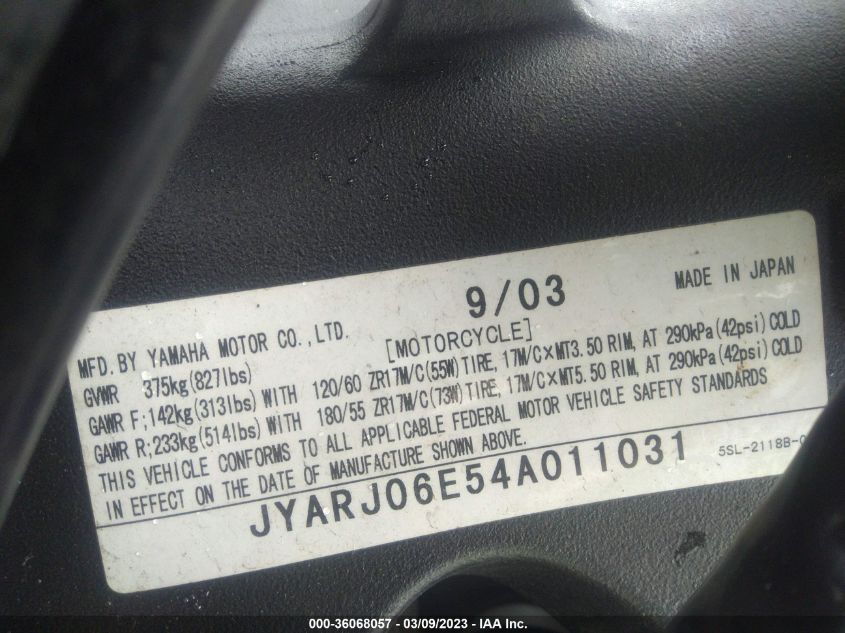 9/03
MADE IN JAPAN
MFD. BY YAMAHA MOTOR CO., LTD.
[MOTORCYCLE]
GVWR 375kg(827lbs)
GAWR F;142kg(313lbs) WITH 120/60 ZR17M/C(55W) TIRE, 17M/C×MT3.50 RIM, AT 290kPa(42psi) COLD
GAWR R;233kg(514lbs) WITH 180/55 ZR17M/C(73W) TIRE, 17M/C×MT5.50 RIM, AT 290kPa(42psi) COLD
THIS VEHICLE CONFORMS TO ALL APPLICABLE FEDERAL MOTOR VEHICLE SAFETY STANDARDS
IN EFFECT ON THE DATE OF MANUFACTURE SHOWN ABOVE.
JYARJ06E54A011031
5SL-2118B-
000-36068057 - 03/09/2023 - IAA Inc.